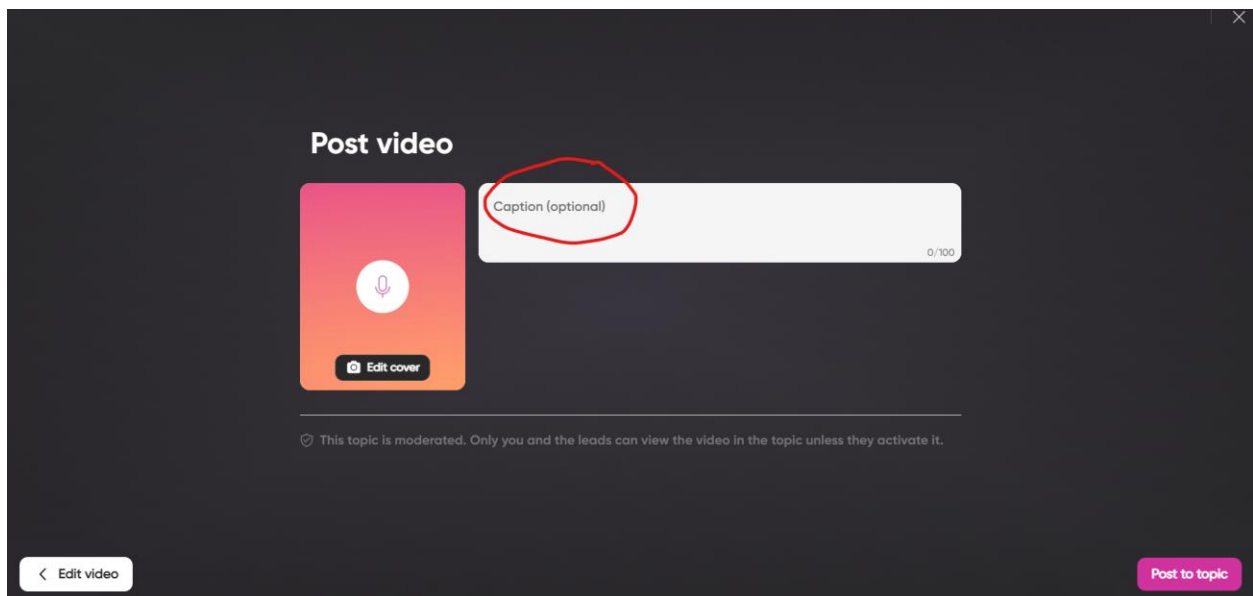 Post video
Caption (optional)
0/100
Edit cover
This topic is moderated. Only you and the leads can view the video in the topic unless they activate it.
Edit video
Post to topic